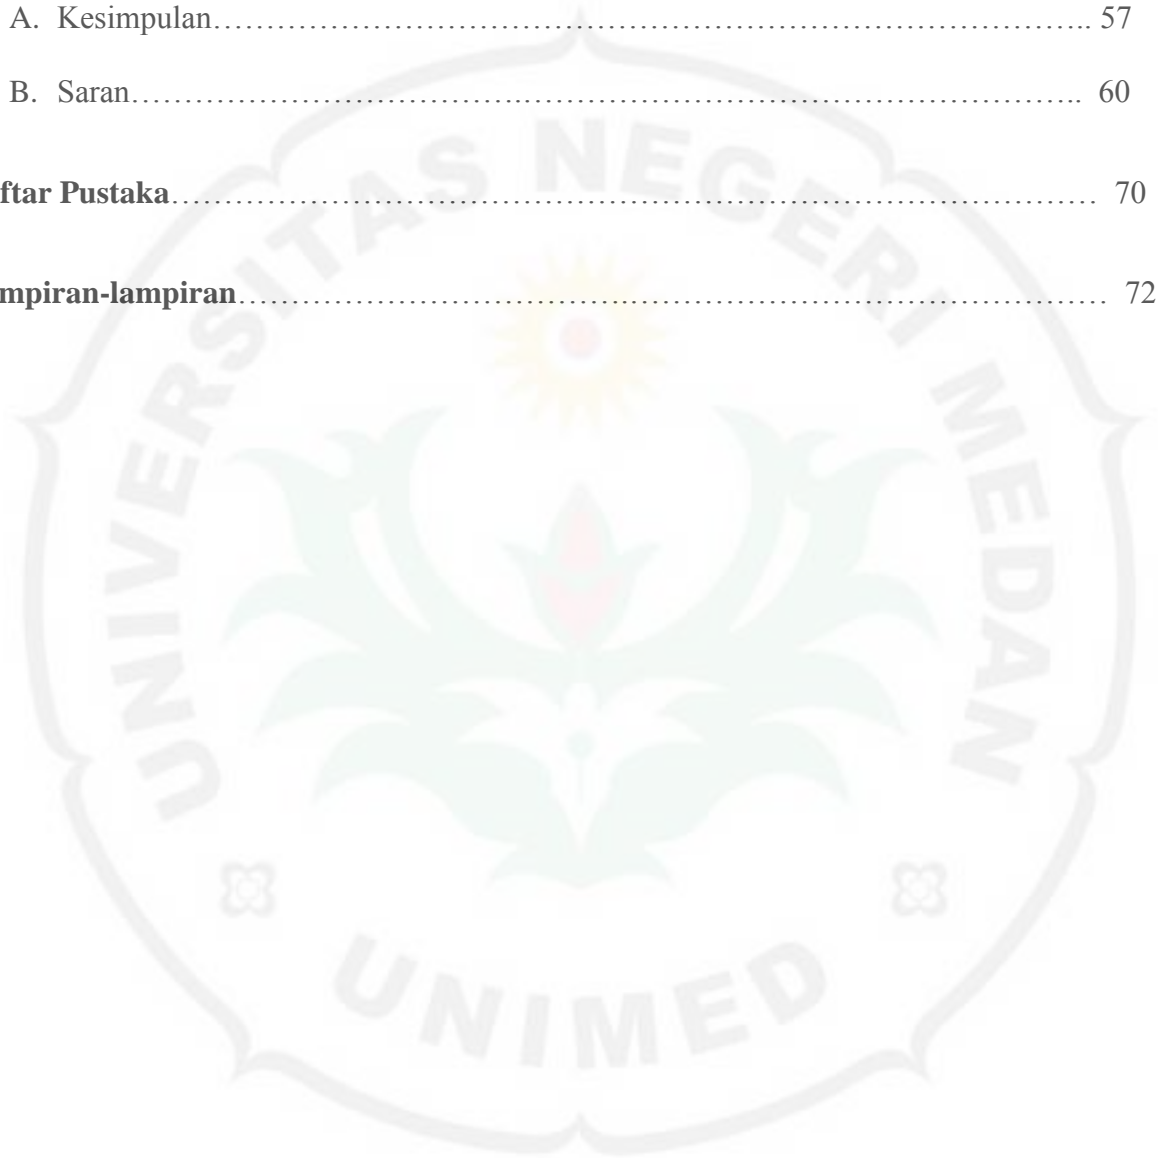 A. Kesimpulan…………………………………………………………………………….. 57
B. Saran……………………………….………………………………………………….. 60
ftar Pustaka…………………………………………………………………………… 70
mpiran-lampiran……………………………………………………………………… 72
UNIVERSITAS NEGERI MEDAN
UNIMED